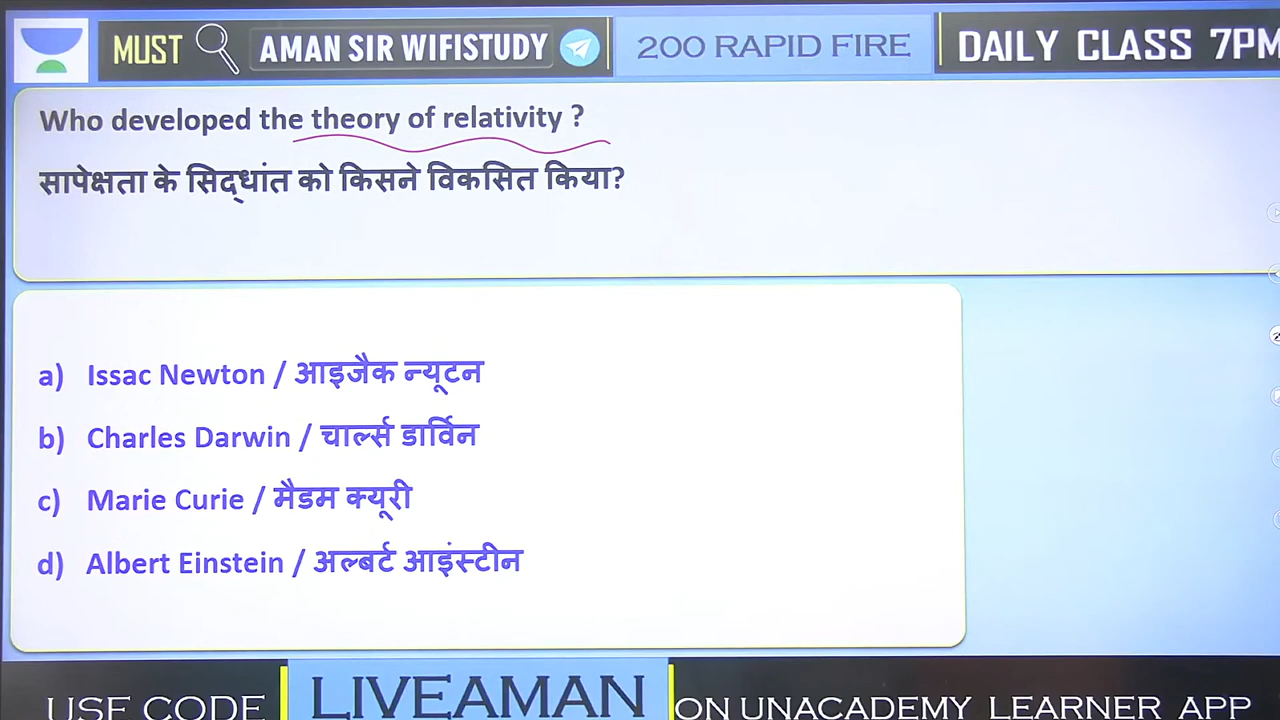 MUST AMAN SIR WIFISTUDY 200 RAPID FIRE DAILY CLASS 7PM
Who developed the theory of relativity ?
सापेक्षता के सिद्धांत को किसने विकसित किया?
a) Issac Newton / आइजैक न्यूटन
b) Charles Darwin / चार्ल्स डार्विन
c) Marie Curie / मैडम क्यूरी
d) Albert Einstein / अल्बर्ट आइंस्टीन
USE CODE LIVEAMAN ON UNACADEMY LEARNER APP